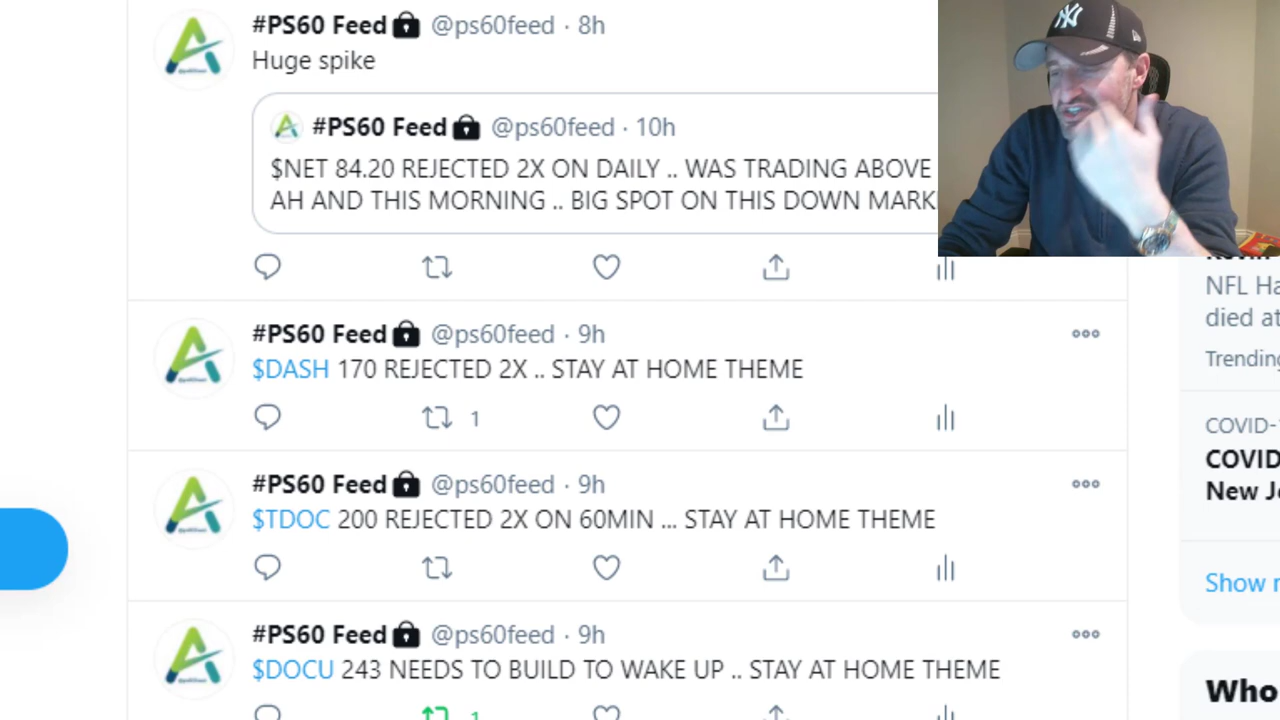 #PS60 Feed @ps60feed · 8h
Huge spike
#PS60 Feed @ps60feed · 10h
$NET 84.20 REJECTED 2X ON DAILY .. WAS TRADING ABOVE
AH AND THIS MORNING .. BIG SPOT ON THIS DOWN MARK
#PS60 Feed @ps60feed · 9h
$DASH 170 REJECTED 2X .. STAY AT HOME THEME
1
#PS60 Feed @ps60feed · 9h
$TDOC 200 REJECTED 2X ON 60MIN ... STAY AT HOME THEME
#PS60 Feed @ps60feed · 9h
$DOCU 243 NEEDS TO BUILD TO WAKE UP .. STAY AT HOME THEME
1
NY
NFL Ha
died at
Trending
COVID-1
COVID
New Je
Show m
Who